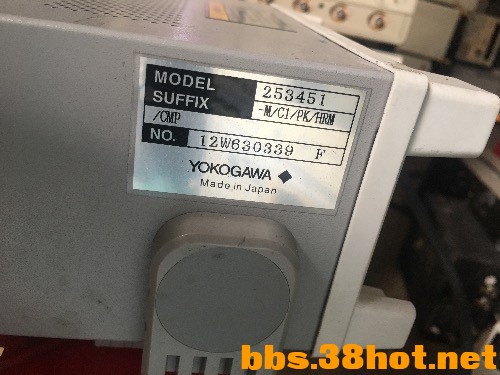 MODEL 253451
SUFFIX -M/C1/PK/HRM
/CMP
NO. 12W630339 F
YOKOGAWA
Made in Japan
bbs.38hot.net